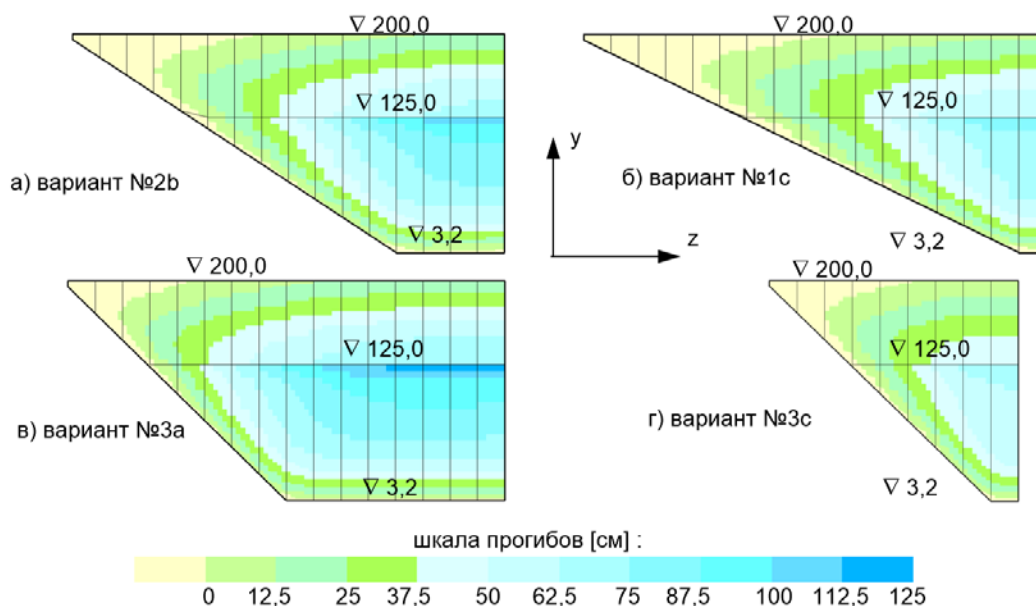 ∇ 200,0
∇ 125,0
а) вариант №2b
∇ 3,2
∇ 200,0
∇ 125,0
б) вариант №1c
∇ 3,2
y
z
∇ 200,0
∇ 125,0
в) вариант №3a
∇ 3,2
∇ 200,0
∇ 125,0
г) вариант №3c
∇ 3,2
шкала прогибов [см] :
0 12,5 25 37,5 50 62,5 75 87,5 100 112,5 125